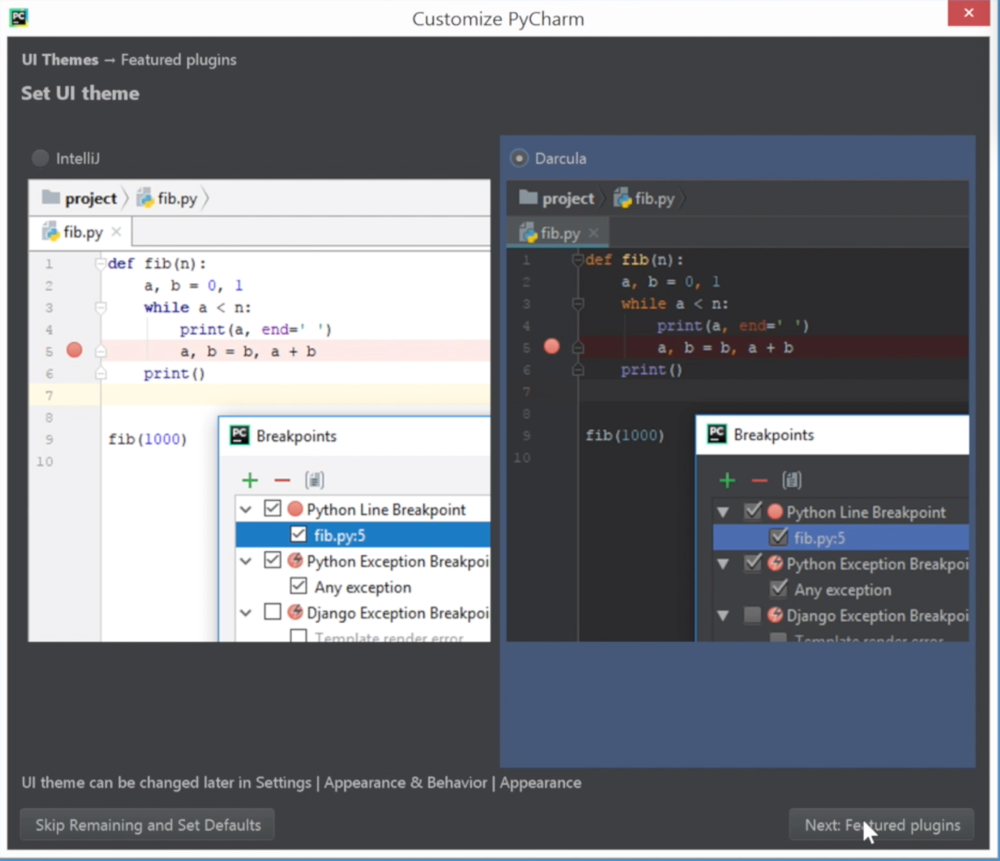 PC
Customize PyCharm
UI Themes → Featured plugins
Set UI theme
IntelliJ
project fib.py
fib.py
1 def fib(n):
2 a, b = 0, 1
3 while a < n:
4 print(a, end=' ')
5 a, b = b, a + b
6 print()
7
8
9 fib(1000)
10
PC Breakpoints
Python Line Breakpoint
fib.py:5
Python Exception Breakpoi
Any exception
Django Exception Breakpoi
Template render error
Darcula
project fib.py
fib.py
1 def fib(n):
2 a, b = 0, 1
3 while a < n:
4 print(a, end=' ')
5 a, b = b, a + b
6 print()
7
8
9 fib(1000)
10
PC Breakpoints
Python Line Breakpoint
fib.py:5
Python Exception Breakpoi
Any exception
Django Exception Breakpoi
Template render error
UI theme can be changed later in Settings | Appearance & Behavior | Appearance
Skip Remaining and Set Defaults
Next: Featured plugins